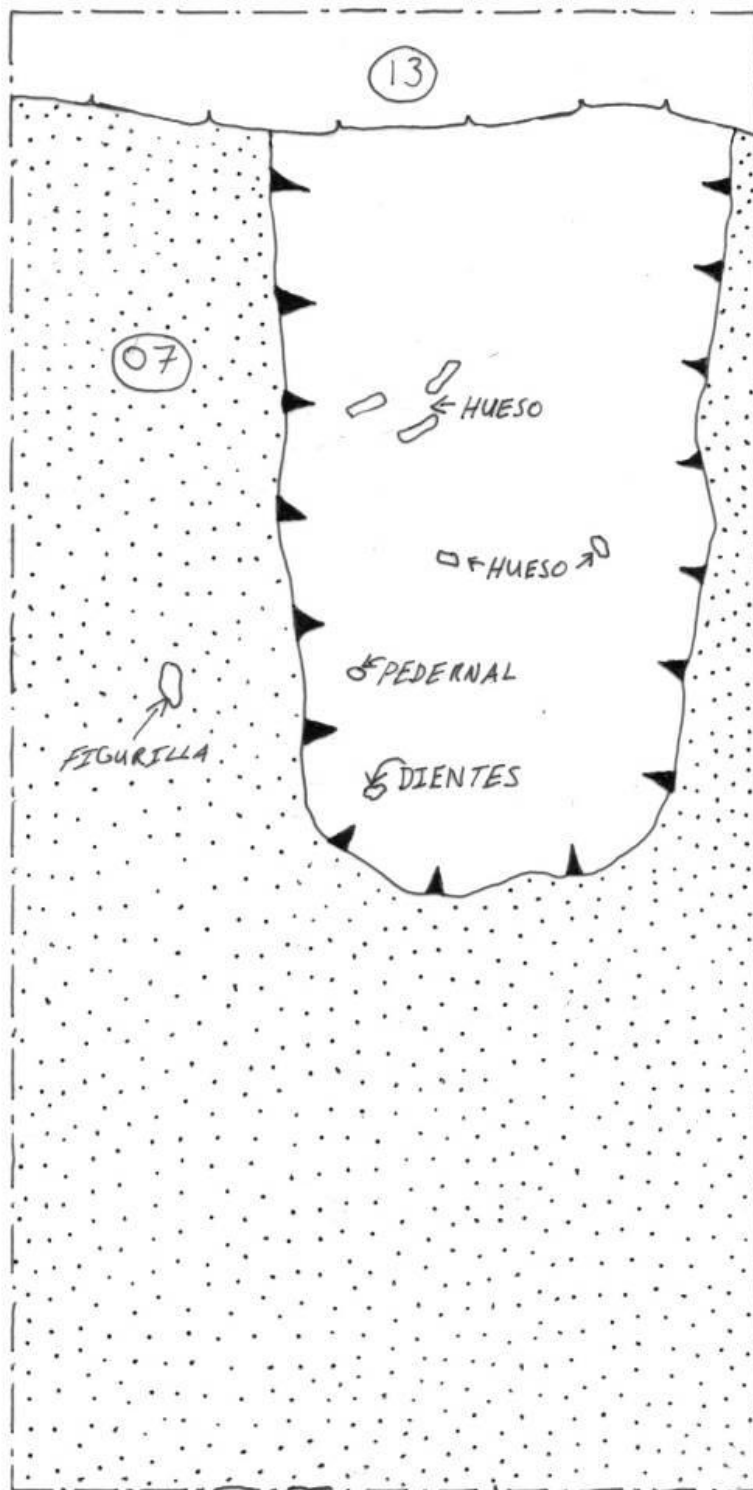 13
07
HUESO
HUESO
PEDERNAL
FIGURILLA
DIENTES